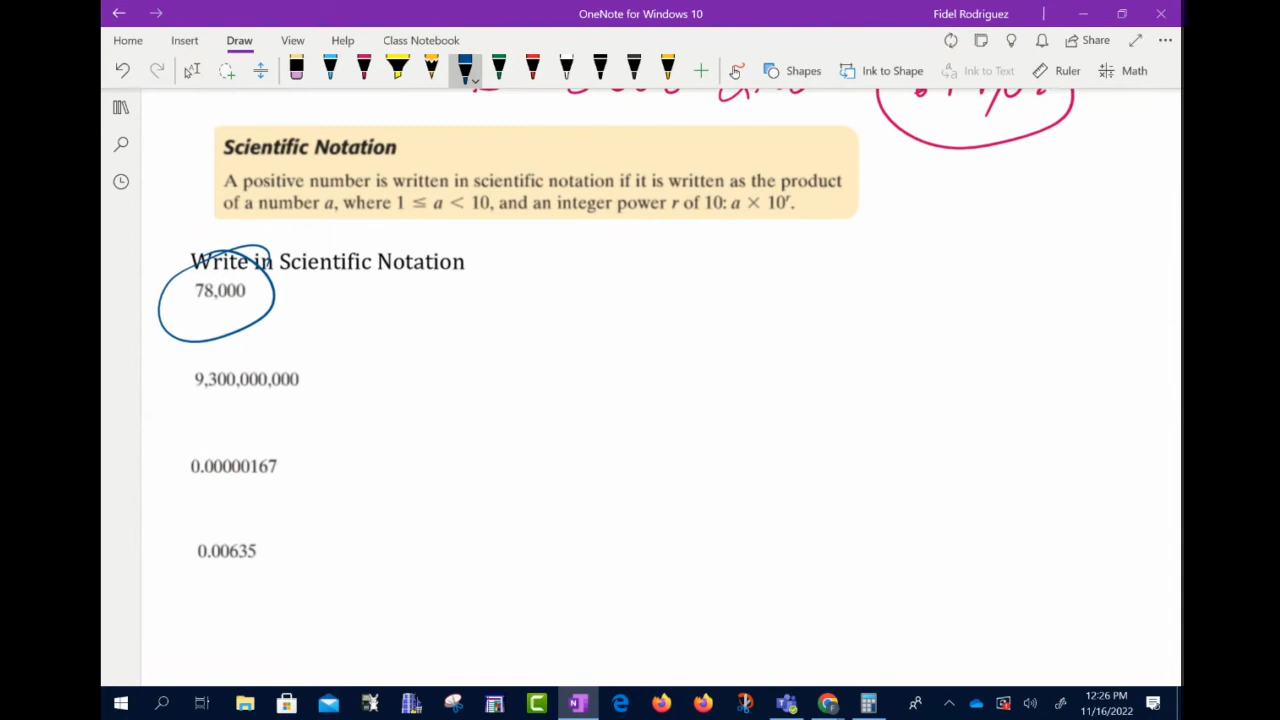 OneNote for Windows 10
Fidel Rodriguez
Home Insert Draw View Help Class Notebook
Share
Shapes Ink to Shape Ink to Text Ruler Math
Scientific Notation
A positive number is written in scientific notation if it is written as the product
of a number a, where 1 ≤ a < 10, and an integer power r of 10: a × 10ʳ.
Write in Scientific Notation
78,000
9,300,000,000
0.00000167
0.00635
12:26 PM
11/16/2022